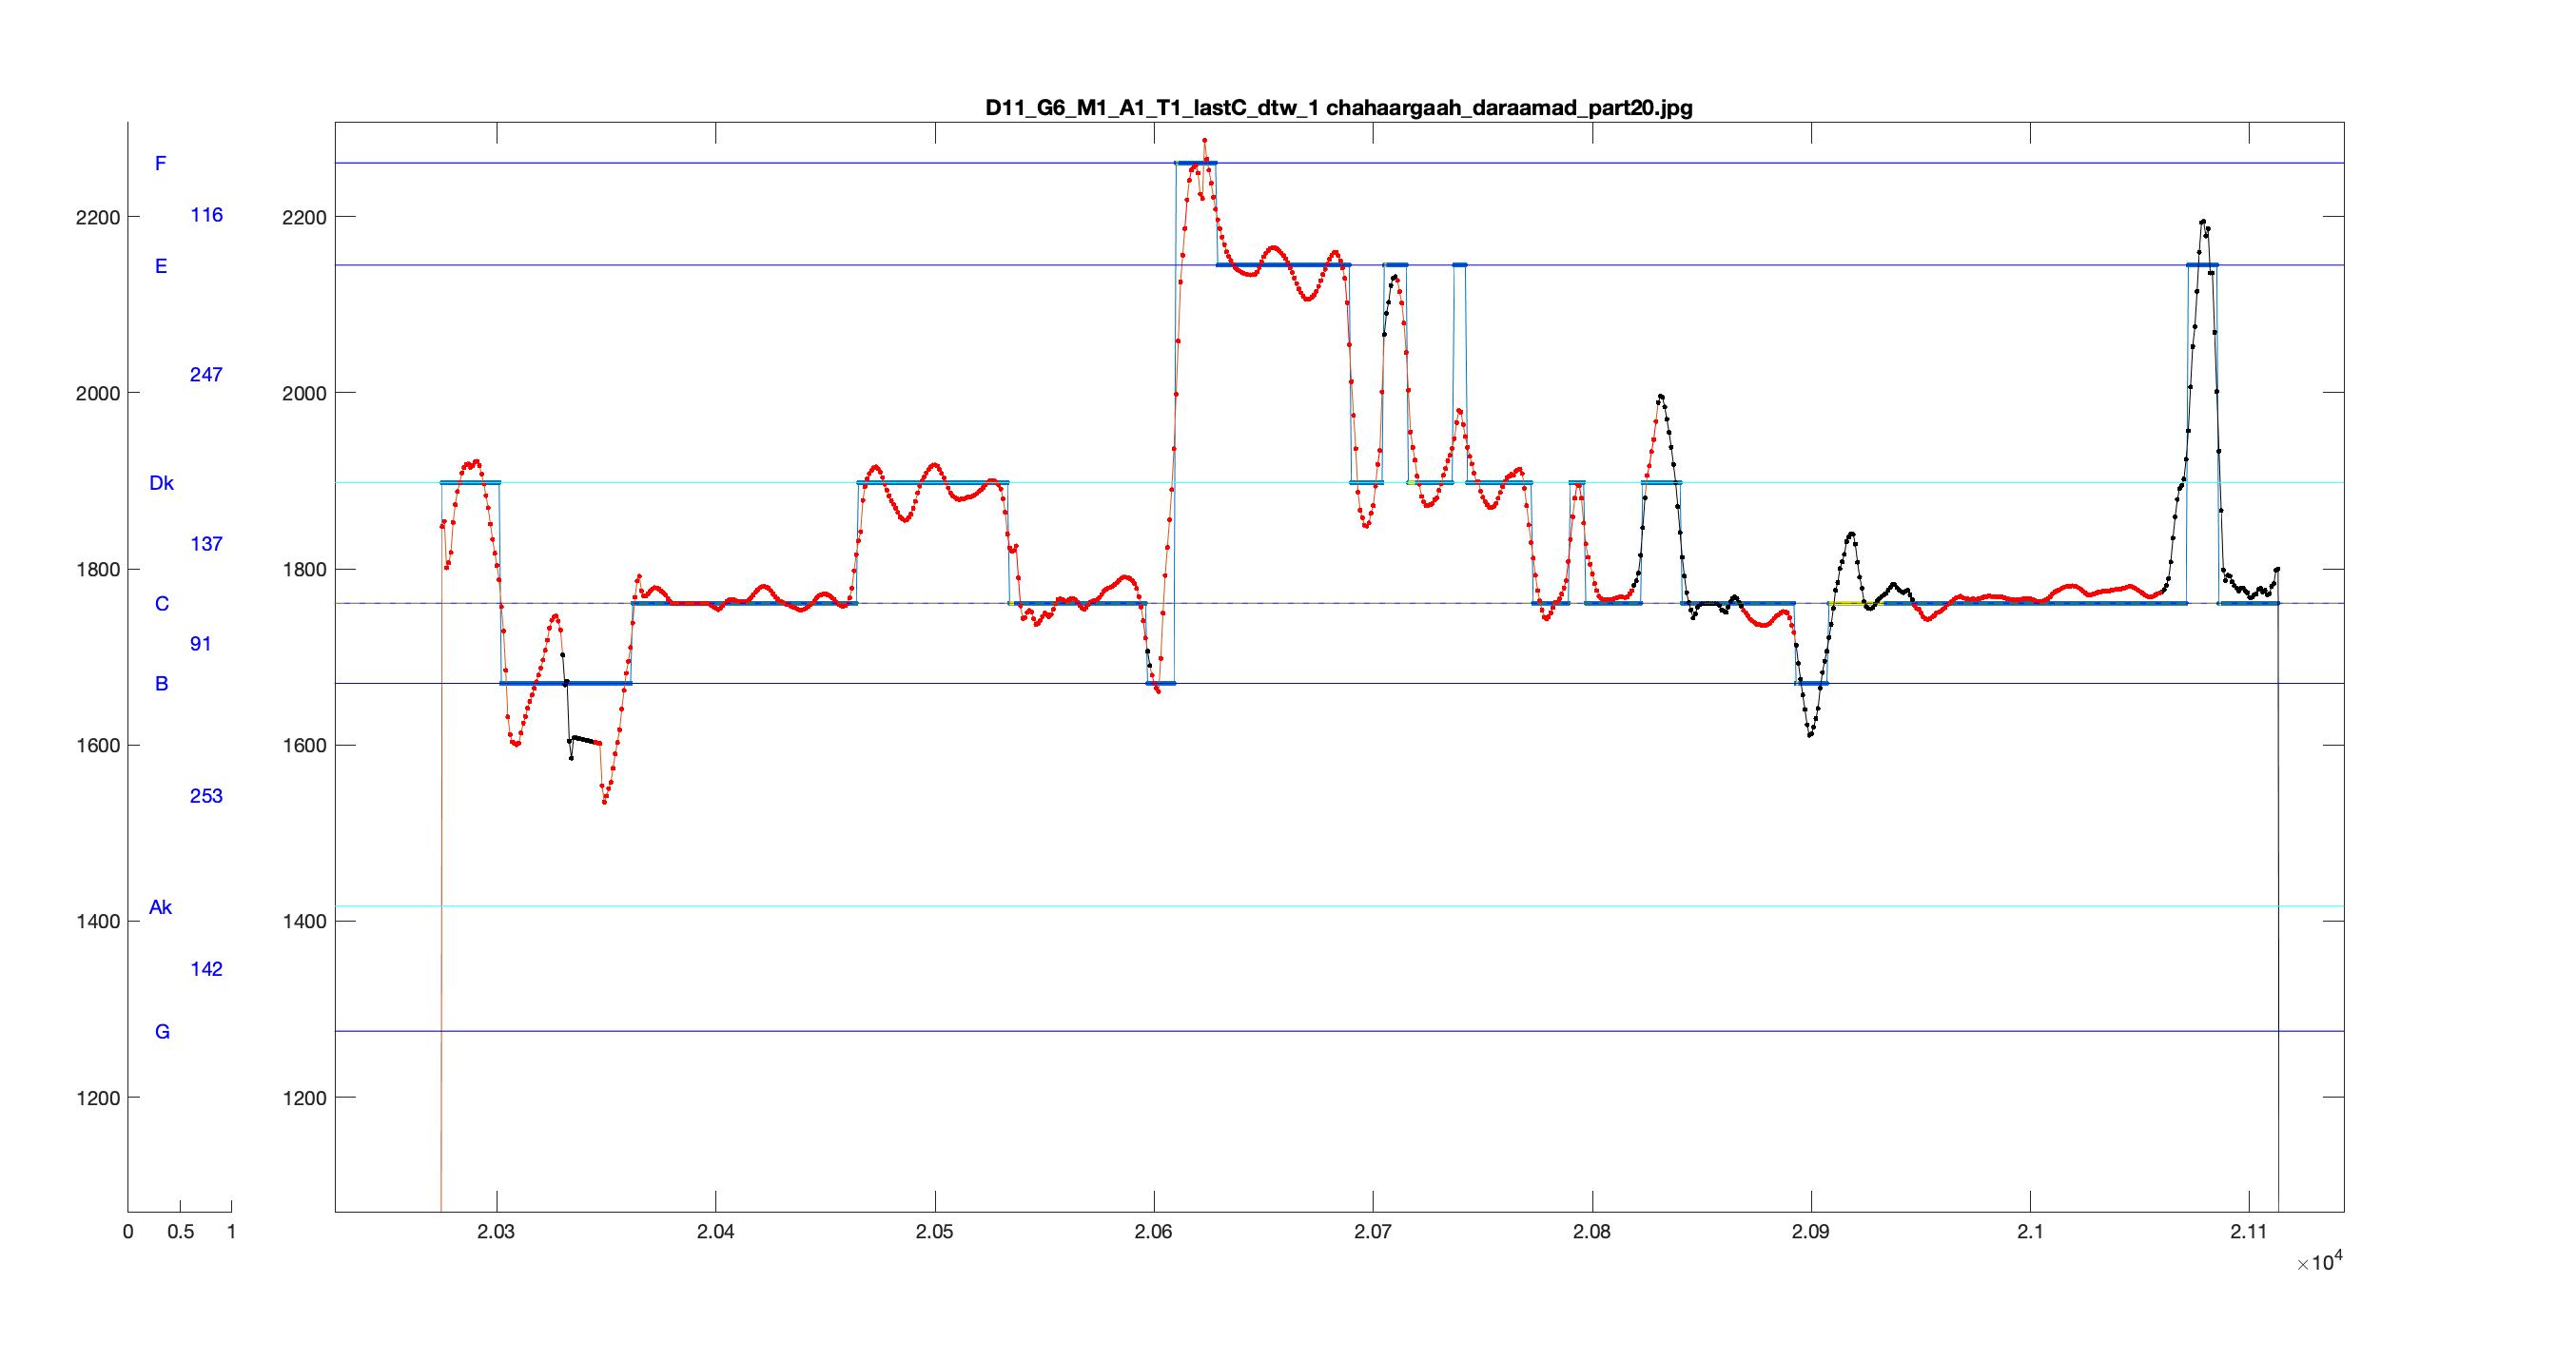 D11_G6_M1_A1_T1_lastC_dtw_1 chahaargaah_daraamad_part20.jpg
F
2200 116 2200
E
247
2000 2000
Dk
137
1800 1800
C
91
B
1600 1600
253
Ak
1400 1400
142
G
1200 1200
0 0.5 1 2.03 2.04 2.05 2.06 2.07 2.08 2.09 2.1 2.11
×10^4